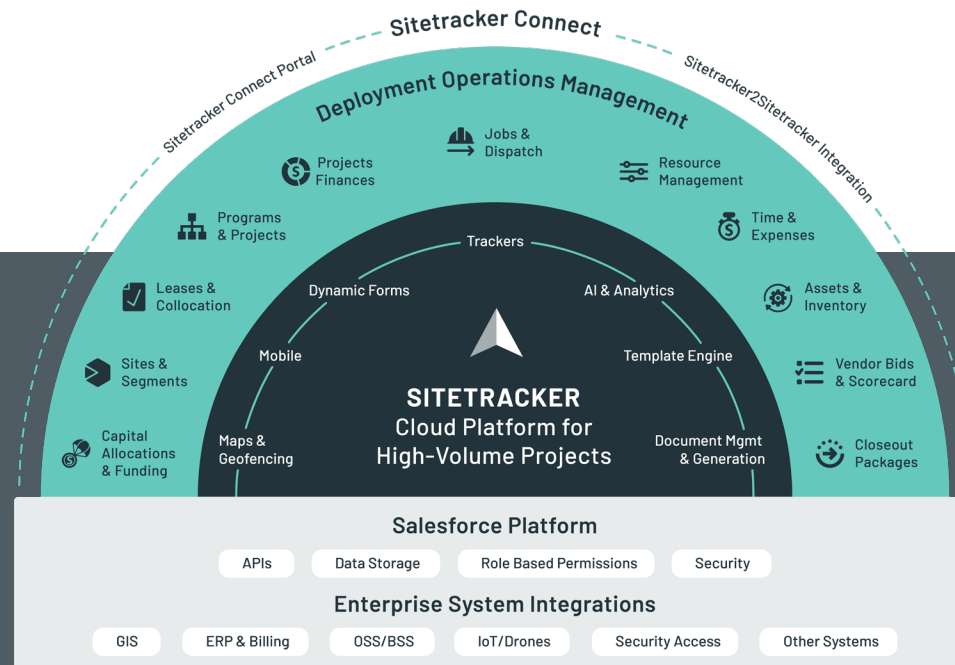 Sitetracker Connect
Sitetracker Connect Portal
Sitetracker2Sitetracker Integration
Deployment Operations Management
Jobs &
Dispatch
Projects
Finances
Resource
Management
Programs
& Projects
Time &
Expenses
Leases &
Collocation
Assets &
Inventory
Sites &
Segments
Vendor Bids
& Scorecard
Capital
Allocations
& Funding
Closeout
Packages
Trackers
Dynamic Forms
AI & Analytics
Mobile
Template Engine
Maps &
Geofencing
Document Mgmt
& Generation
SITETRACKER
Cloud Platform for
High-Volume Projects
Salesforce Platform
APIs
Data Storage
Role Based Permissions
Security
Enterprise System Integrations
GIS
ERP & Billing
OSS/BSS
IoT/Drones
Security Access
Other Systems